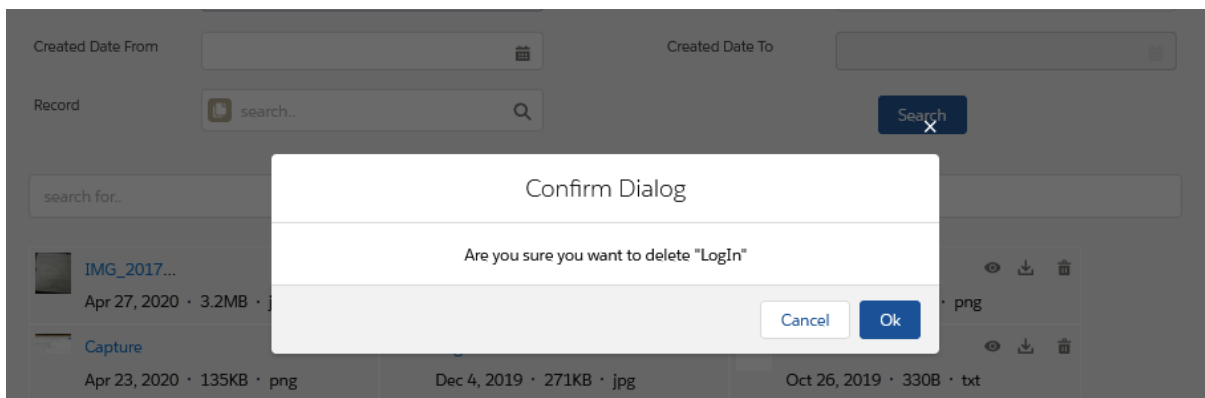 Created Date From
Created Date To
Record
search..
Search
Confirm Dialog
search for..
Are you sure you want to delete "LogIn"
IMG_2017...
Apr 27, 2020 · 3.2MB ·
· png
Cancel
Ok
Capture
Apr 23, 2020 · 135KB · png
Dec 4, 2019 · 271KB · jpg
Oct 26, 2019 · 330B · txt